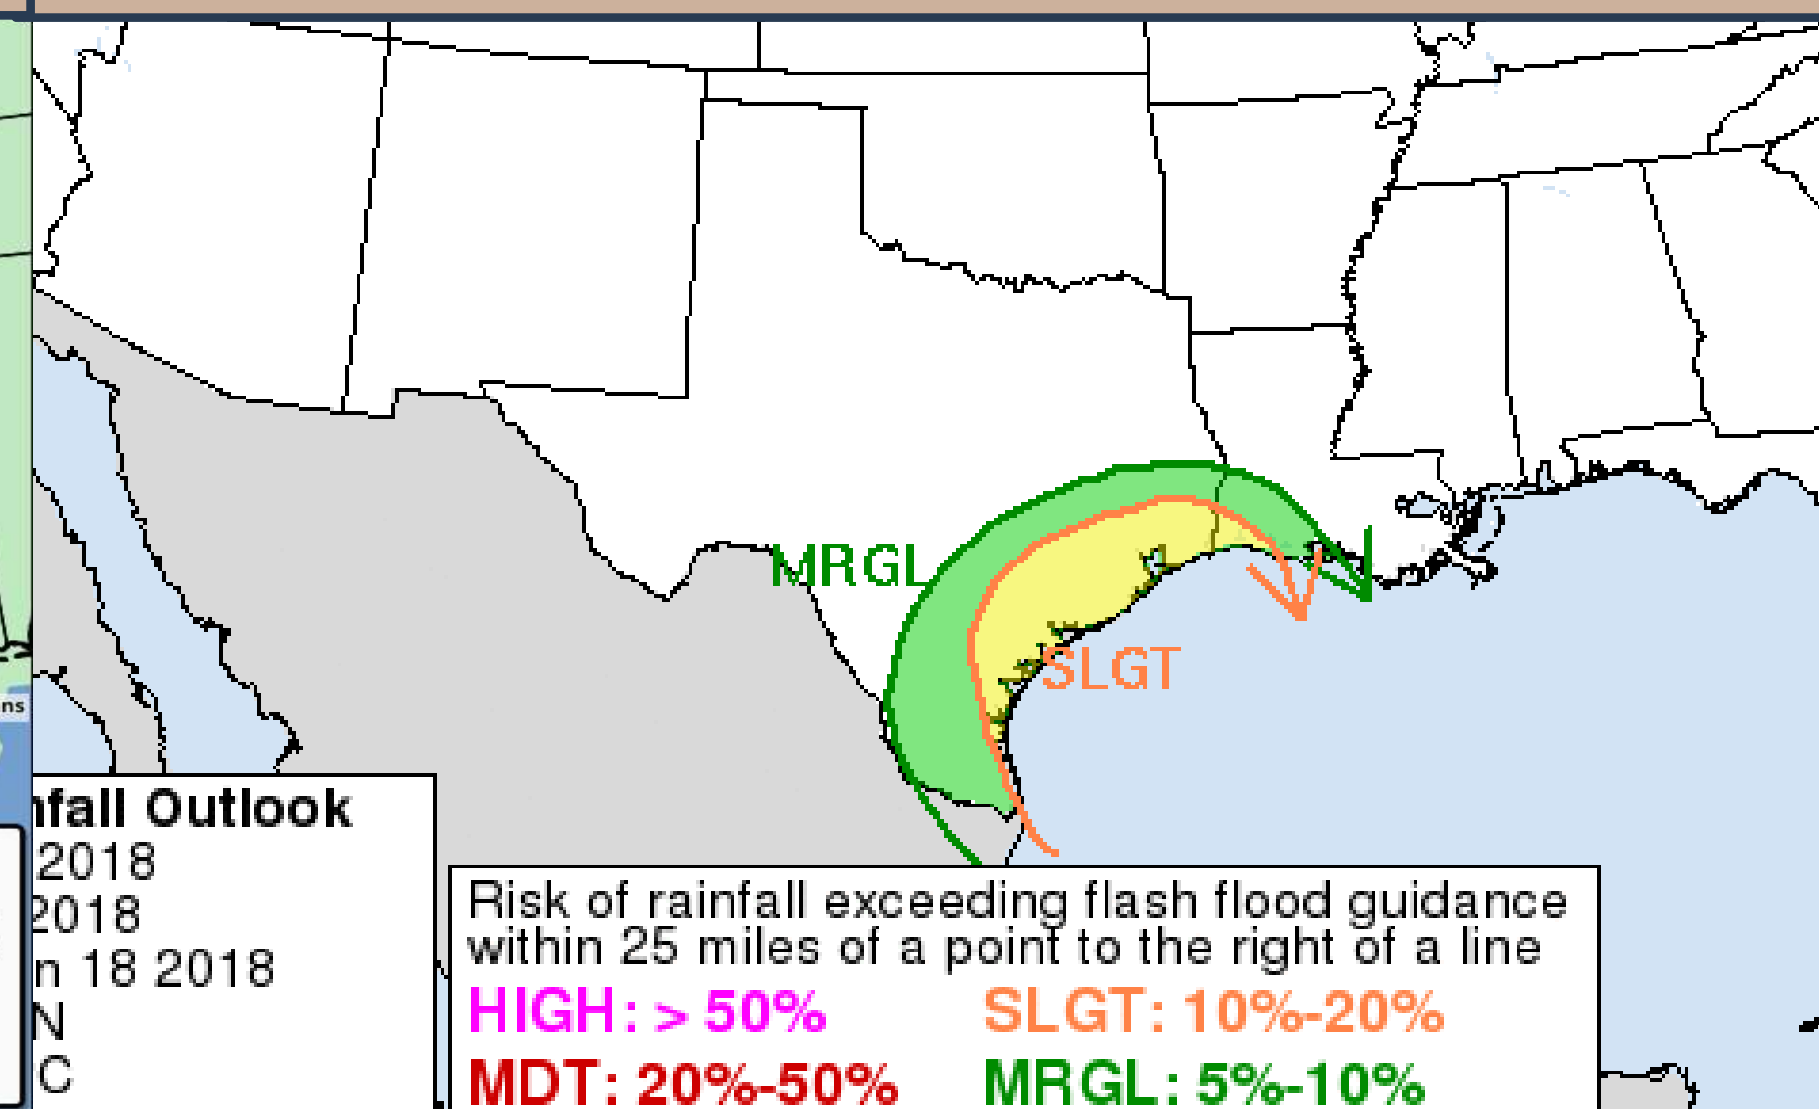 MRGL
SLGT
ns
nfall Outlook
2018
2018
n 18 2018
N
C
Risk of rainfall exceeding flash flood guidance
within 25 miles of a point to the right of a line
HIGH: > 50% SLGT: 10%-20%
MDT: 20%-50% MRGL: 5%-10%